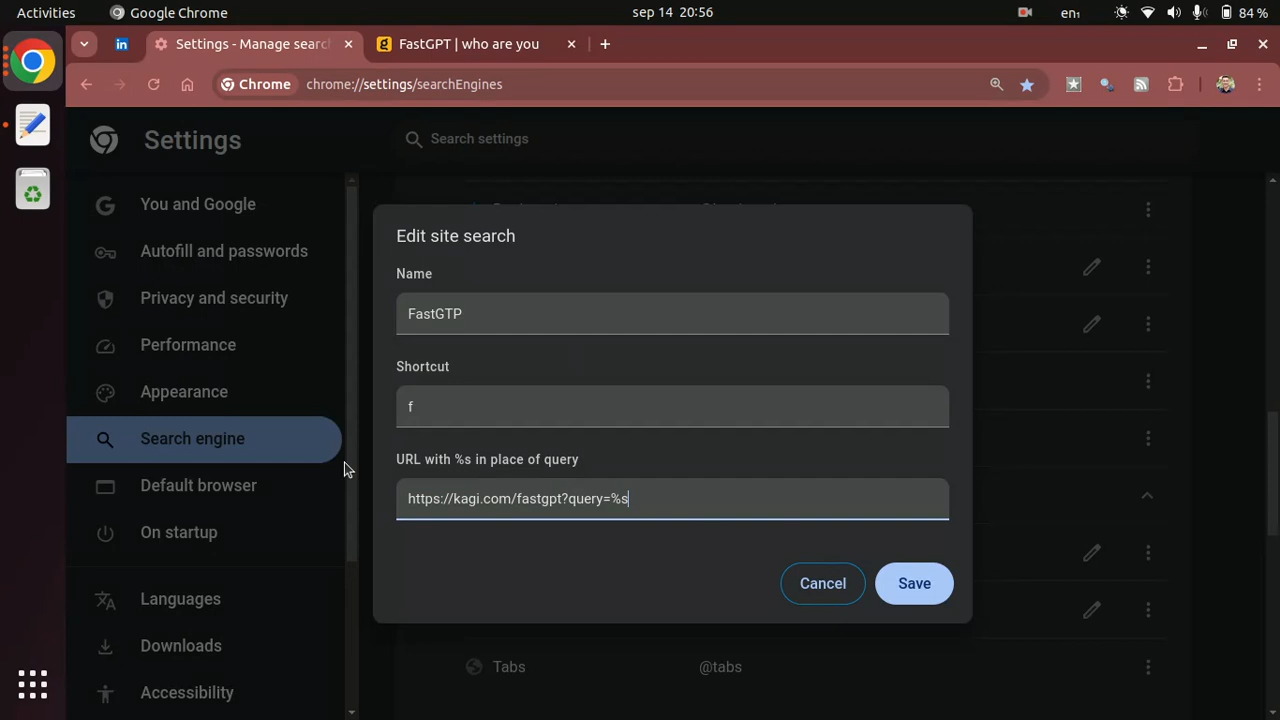 Activities
Google Chrome
sep 14 20:56
en₁
84 %
Settings - Manage searc
FastGPT | who are you
Chrome
chrome://settings/searchEngines
Settings
Search settings
You and Google
Autofill and passwords
Privacy and security
Performance
Appearance
Search engine
Default browser
On startup
Languages
Downloads
Accessibility
Edit site search
Name
FastGTP
Shortcut
f
URL with %s in place of query
https://kagi.com/fastgpt?query=%s
Cancel
Save
Tabs
@tabs